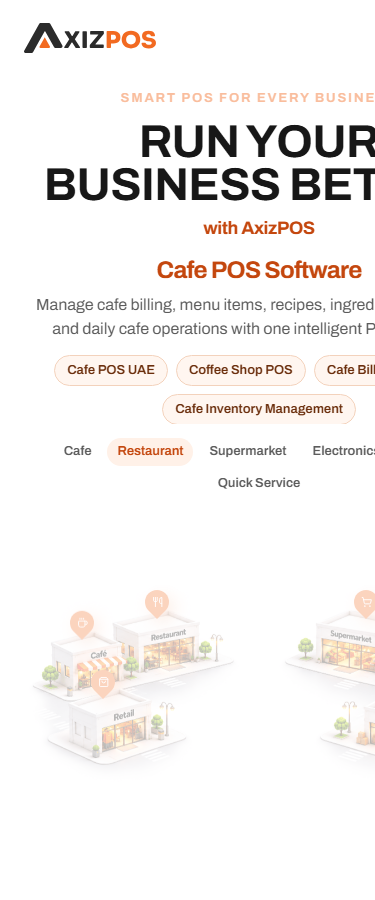 AXIZPOS
SMART POS FOR EVERY BUSINE
RUN YOUR
BUSINESS BET
with AxizPOS
Cafe POS Software
Manage cafe billing, menu items, recipes, ingred
and daily cafe operations with one intelligent P
Cafe POS UAE
Coffee Shop POS
Cafe Bill
Cafe Inventory Management
Cafe
Restaurant
Supermarket
Electronics
Quick Service
Restaurant
Café
Retail
Supermarket